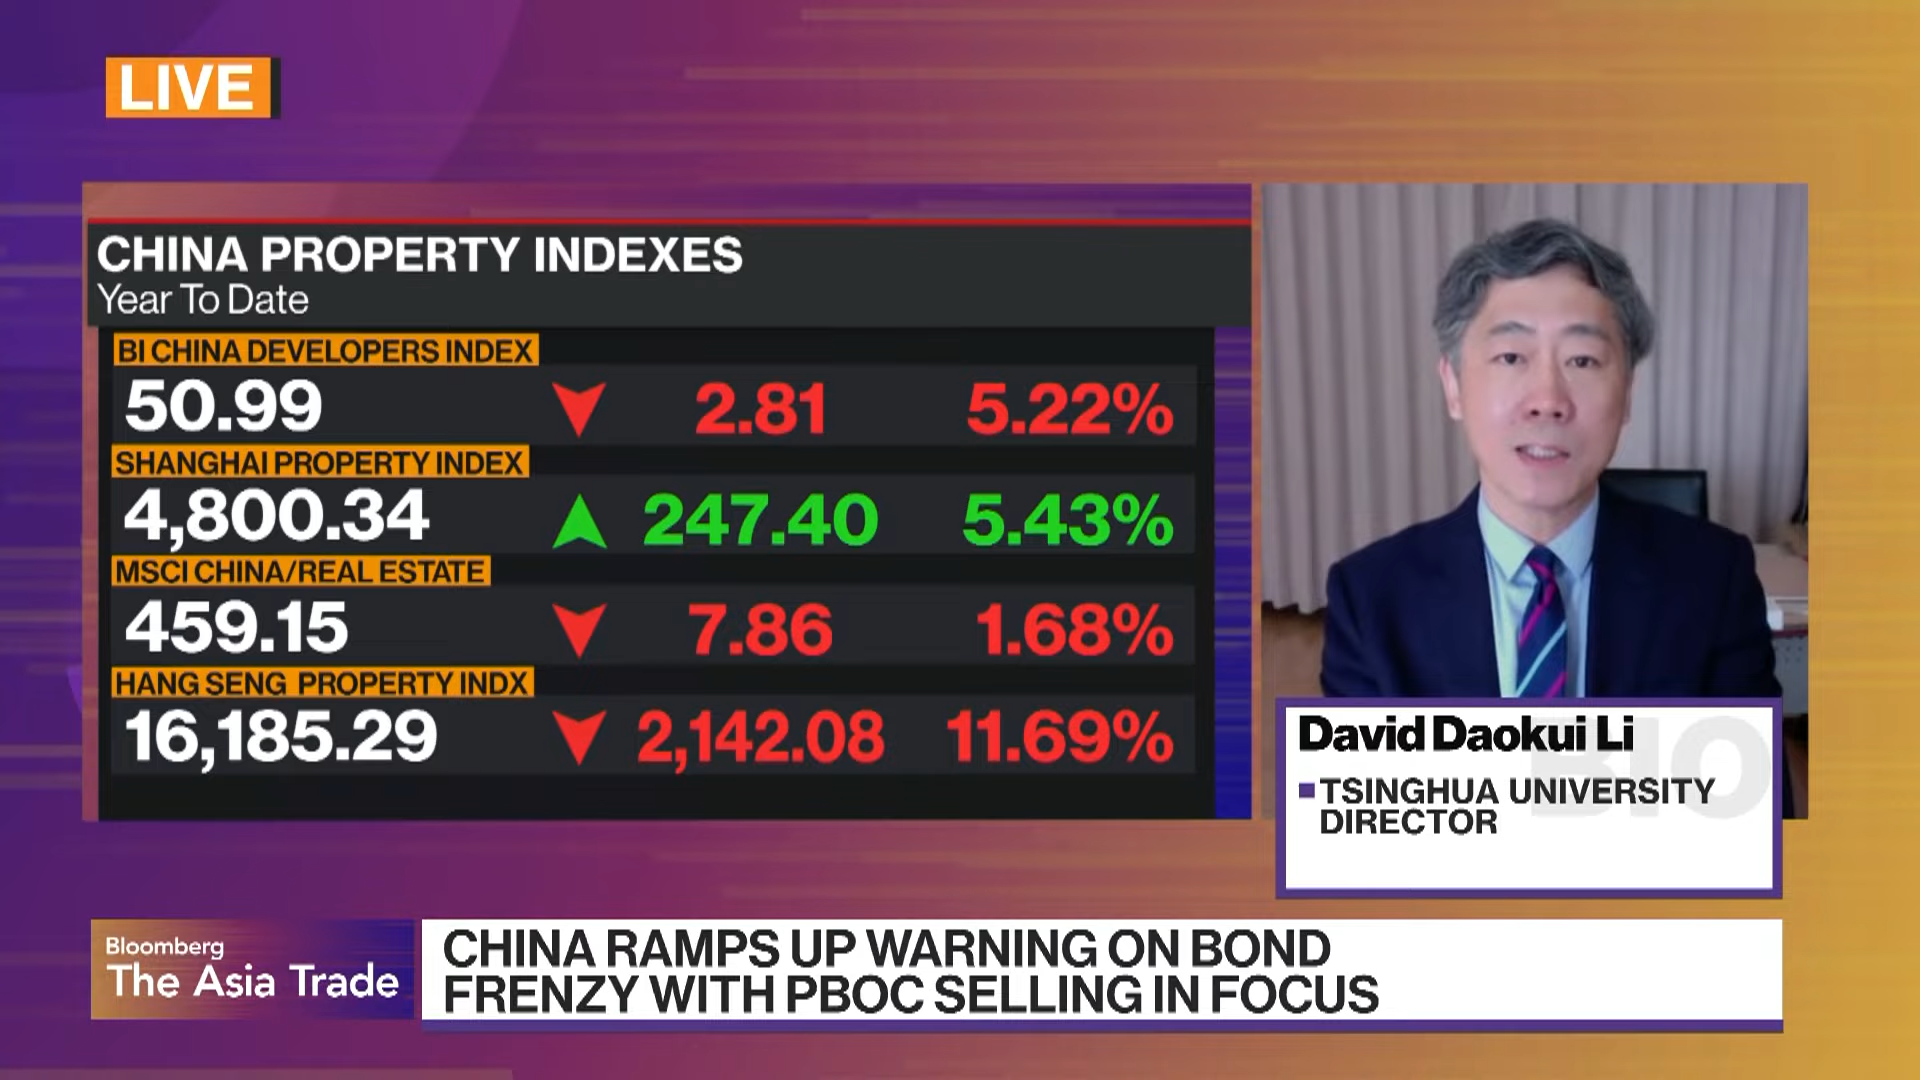 LIVE
CHINA PROPERTY INDEXES
Year To Date
BI CHINA DEVELOPERS INDEX
50.99 2.81 5.22%
SHANGHAI PROPERTY INDEX
4,800.34 247.40 5.43%
MSCI CHINA/REAL ESTATE
459.15 7.86 1.68%
HANG SENG PROPERTY INDX
16,185.29 2,142.08 11.69%
BIO
David Daokui Li
TSINGHUA UNIVERSITY
DIRECTOR
Bloomberg
The Asia Trade
CHINA RAMPS UP WARNING ON BOND
FRENZY WITH PBOC SELLING IN FOCUS